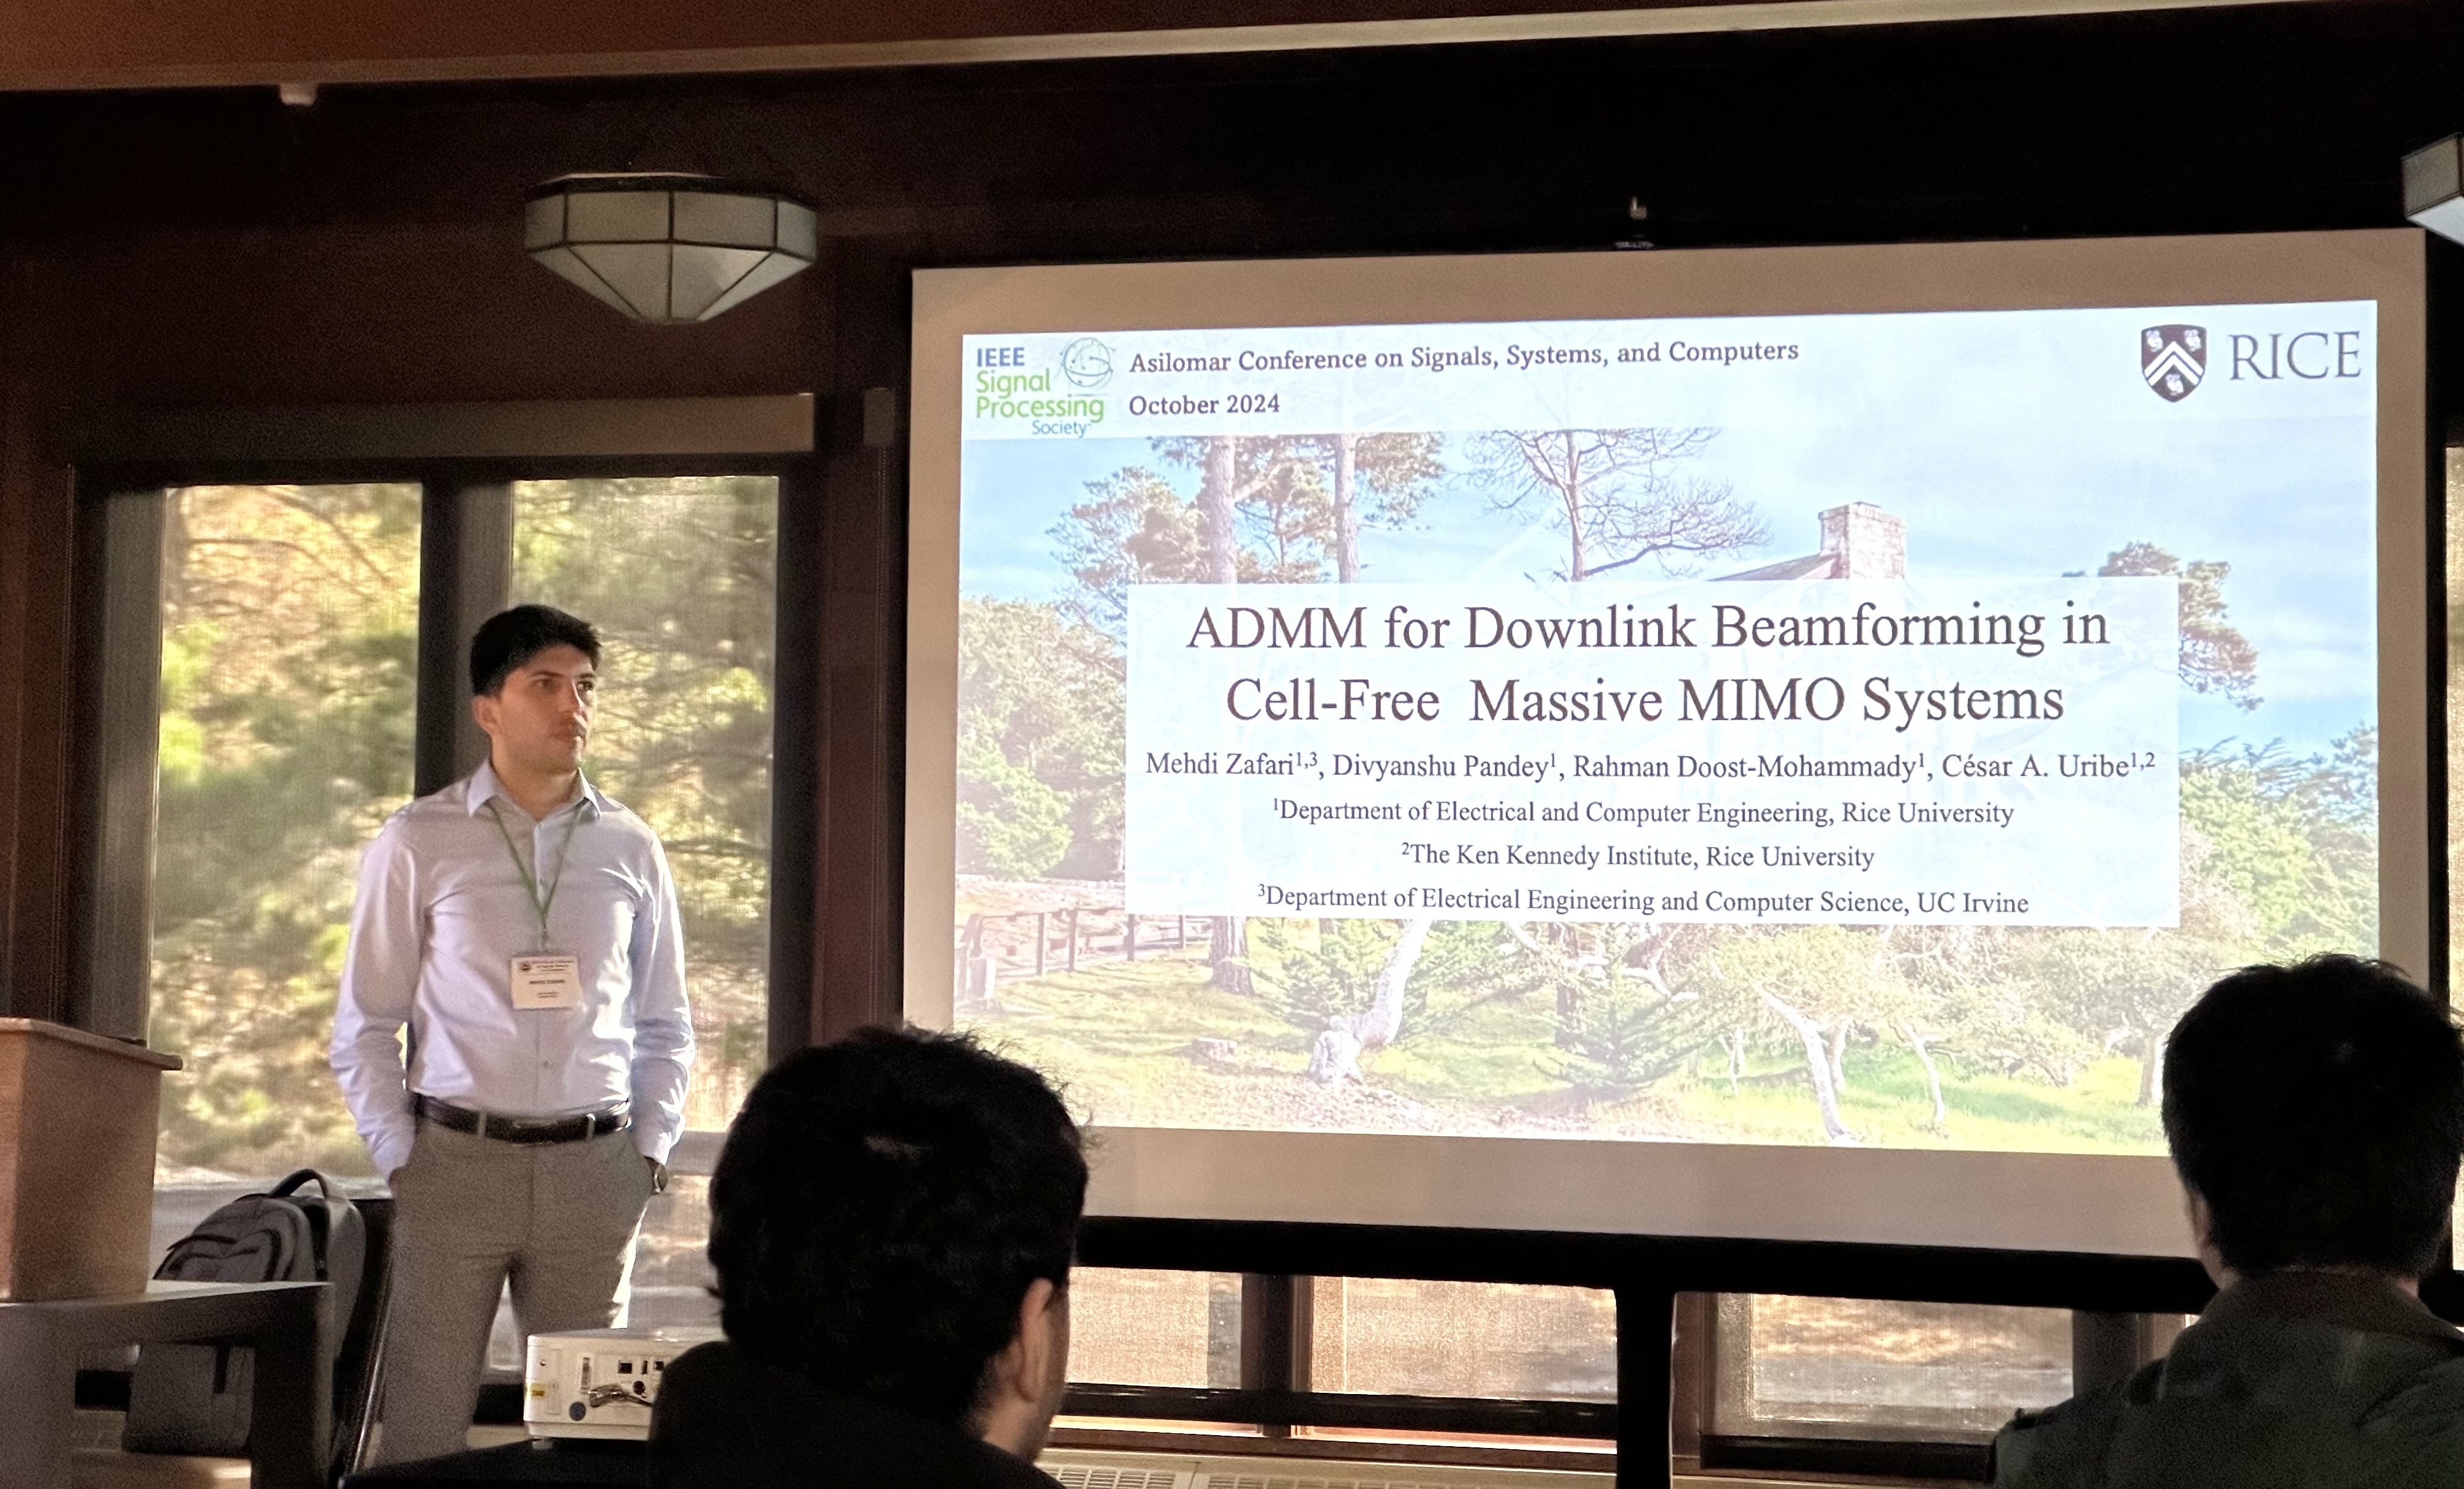 IEEE
Signal
Processing
Society
Asilomar Conference on Signals, Systems, and Computers
October 2024
RICE
ADMM for Downlink Beamforming in
Cell-Free Massive MIMO Systems
Mehdi Zafari¹,³, Divyanshu Pandey¹, Rahman Doost-Mohammady¹, César A. Uribe¹,²
¹Department of Electrical and Computer Engineering, Rice University
²The Ken Kennedy Institute, Rice University
³Department of Electrical Engineering and Computer Science, UC Irvine